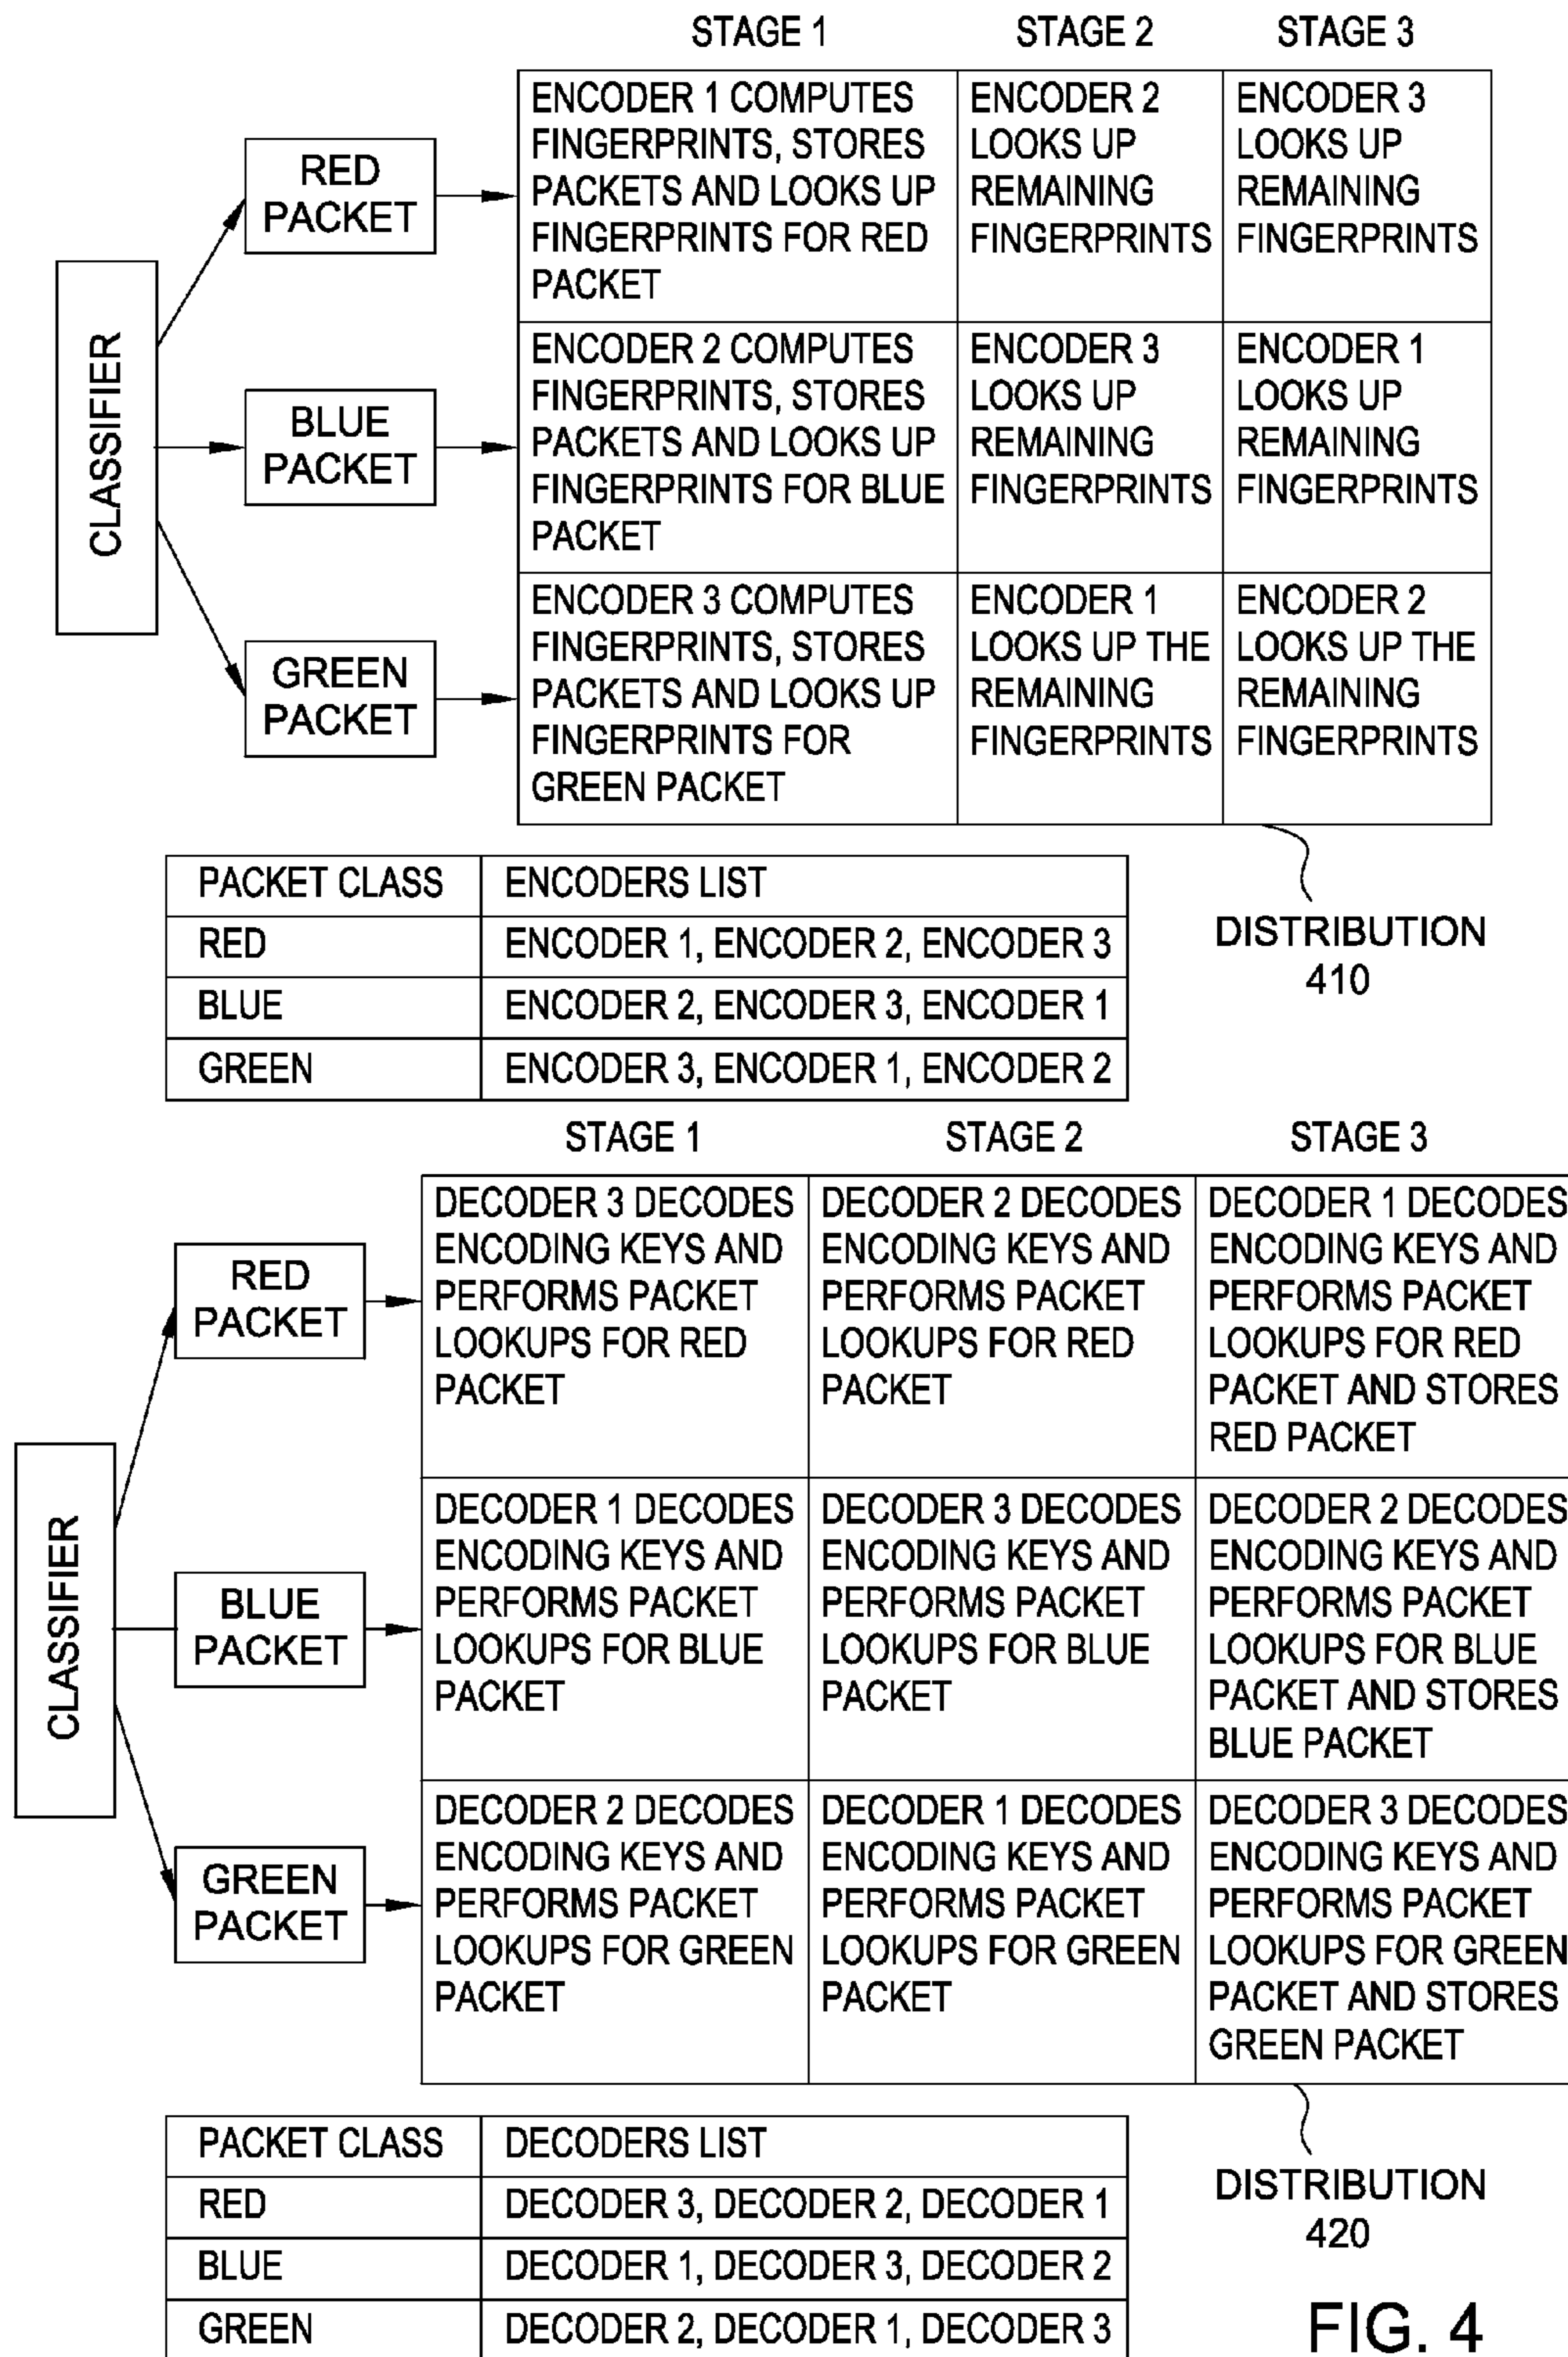 STAGE 1 STAGE 2 STAGE 3
CLASSIFIER
RED
PACKET
ENCODER 1 COMPUTES
FINGERPRINTS, STORES
PACKETS AND LOOKS UP
FINGERPRINTS FOR RED
PACKET
ENCODER 2
LOOKS UP
REMAINING
FINGERPRINTS
ENCODER 3
LOOKS UP
REMAINING
FINGERPRINTS
BLUE
PACKET
ENCODER 2 COMPUTES
FINGERPRINTS, STORES
PACKETS AND LOOKS UP
FINGERPRINTS FOR BLUE
PACKET
ENCODER 3
LOOKS UP
REMAINING
FINGERPRINTS
ENCODER 1
LOOKS UP
REMAINING
FINGERPRINTS
GREEN
PACKET
ENCODER 3 COMPUTES
FINGERPRINTS, STORES
PACKETS AND LOOKS UP
FINGERPRINTS FOR
GREEN PACKET
ENCODER 1
LOOKS UP THE
REMAINING
FINGERPRINTS
ENCODER 2
LOOKS UP THE
REMAINING
FINGERPRINTS
PACKET CLASS ENCODERS LIST
RED ENCODER 1, ENCODER 2, ENCODER 3
BLUE ENCODER 2, ENCODER 3, ENCODER 1
GREEN ENCODER 3, ENCODER 1, ENCODER 2
DISTRIBUTION
410
STAGE 1 STAGE 2 STAGE 3
CLASSIFIER
RED
PACKET
DECODER 3 DECODES
ENCODING KEYS AND
PERFORMS PACKET
LOOKUPS FOR RED
PACKET
DECODER 2 DECODES
ENCODING KEYS AND
PERFORMS PACKET
LOOKUPS FOR RED
PACKET
DECODER 1 DECODES
ENCODING KEYS AND
PERFORMS PACKET
LOOKUPS FOR RED
PACKET AND STORES
RED PACKET
BLUE
PACKET
DECODER 1 DECODES
ENCODING KEYS AND
PERFORMS PACKET
LOOKUPS FOR BLUE
PACKET
DECODER 3 DECODES
ENCODING KEYS AND
PERFORMS PACKET
LOOKUPS FOR BLUE
PACKET
DECODER 2 DECODES
ENCODING KEYS AND
PERFORMS PACKET
LOOKUPS FOR BLUE
PACKET AND STORES
BLUE PACKET
GREEN
PACKET
DECODER 2 DECODES
ENCODING KEYS AND
PERFORMS PACKET
LOOKUPS FOR GREEN
PACKET
DECODER 1 DECODES
ENCODING KEYS AND
PERFORMS PACKET
LOOKUPS FOR GREEN
PACKET
DECODER 3 DECODES
ENCODING KEYS AND
PERFORMS PACKET
LOOKUPS FOR GREEN
PACKET AND STORES
GREEN PACKET
PACKET CLASS DECODERS LIST
RED DECODER 3, DECODER 2, DECODER 1
BLUE DECODER 1, DECODER 3, DECODER 2
GREEN DECODER 2, DECODER 1, DECODER 3
DISTRIBUTION
420
FIG. 4